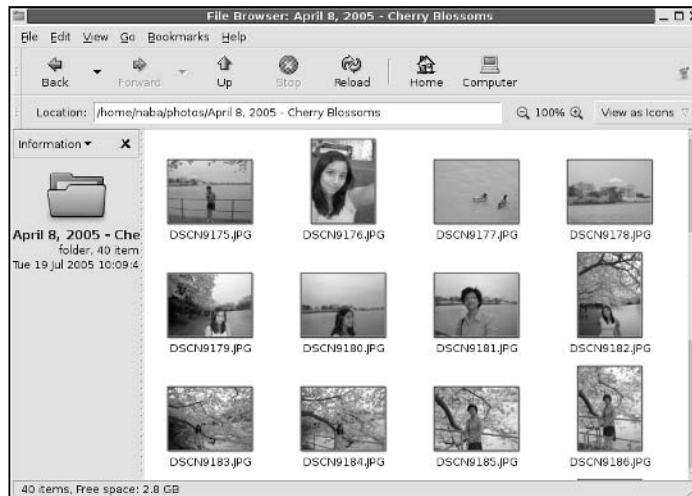 File Browser: April 8, 2005 - Cherry Blossoms
File Edit View Go Bookmarks Help
Back Forward Up Stop Reload Home Computer
Location: /home/naba/photos/April 8, 2005 - Cherry Blossoms 100% View as Icons
Information
April 8, 2005 - Che
folder, 40 item
Tue 19 Jul 2005 10:09:4
DSCN9175.JPG DSCN9176.JPG DSCN9177.JPG DSCN9178.JPG
DSCN9179.JPG DSCN9180.JPG DSCN9181.JPG DSCN9182.JPG
DSCN9183.JPG DSCN9184.JPG DSCN9185.JPG DSCN9186.JPG
40 items, Free space: 2.8 GB